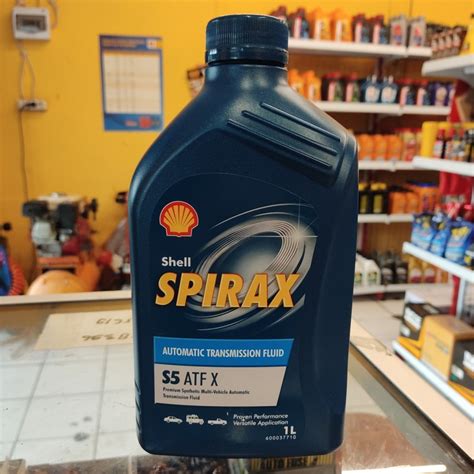 Shell
SPIRAX
AUTOMATIC TRANSMISSION FLUID
S5 ATF X
Premium Synthetic Multi-Vehicle Automatic
Transmission Fluid
Proven Performance
Versatile Application
1L
600037710